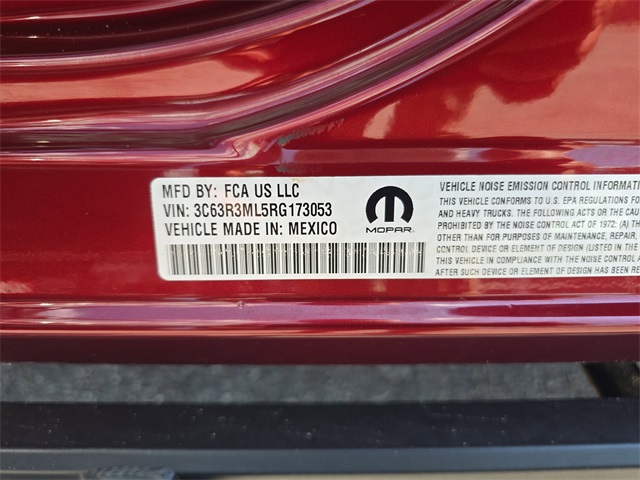 MFD BY: FCA US LLC
VIN: 3C63R3ML5RG173053
VEHICLE MADE IN: MEXICO
MOPAR
VEHICLE NOISE EMISSION CONTROL INFORMATI
THIS VEHICLE CONFORMS TO U.S. EPA REGULATIONS FO
AND HEAVY TRUCKS. THE FOLLOWING ACTS OR THE CAU
PROHIBITED BY THE NOISE CONTROL ACT OF 1972: (A) TH
OTHER THAN FOR PURPOSES OF MAINTENANCE, REPAIR,
CONTROL DEVICE OR ELEMENT OF DESIGN (LISTED IN THE
THIS VEHICLE IN COMPLIANCE WITH THE NOISE CONTROL A
AFTER SUCH DEVICE OR ELEMENT OF DESIGN HAS BEEN RE